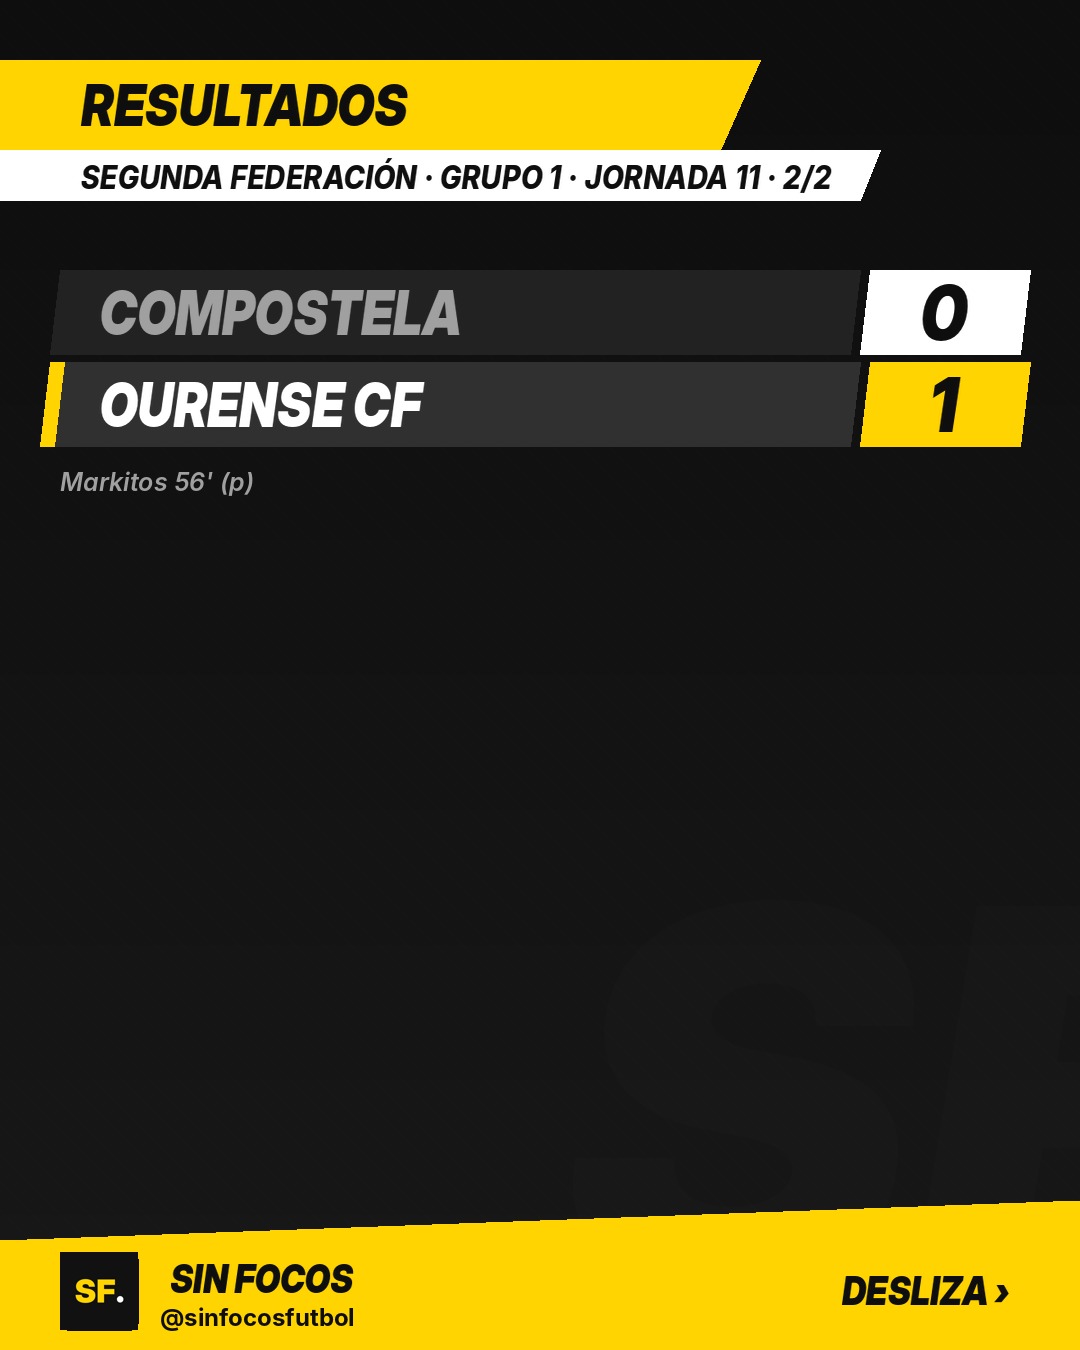 RESULTADOS
SEGUNDA FEDERACIÓN · GRUPO 1 · JORNADA 11 · 2/2
COMPOSTELA 0
OURENSE CF 1
Markitos 56' (p)
SF
SF.
SIN FOCOS
@sinfocosfutbol
DESLIZA ›